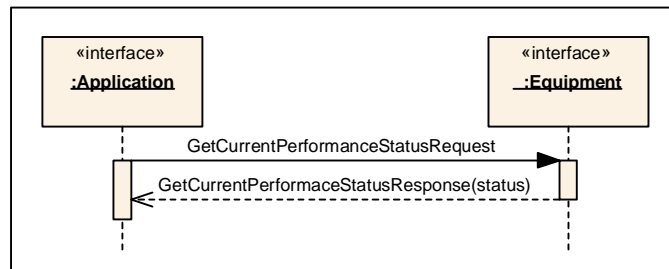 «interface»
:Application
«interface»
:Equipment
GetCurrentPerformanceStatusRequest
GetCurrentPerformaceStatusResponse(status)